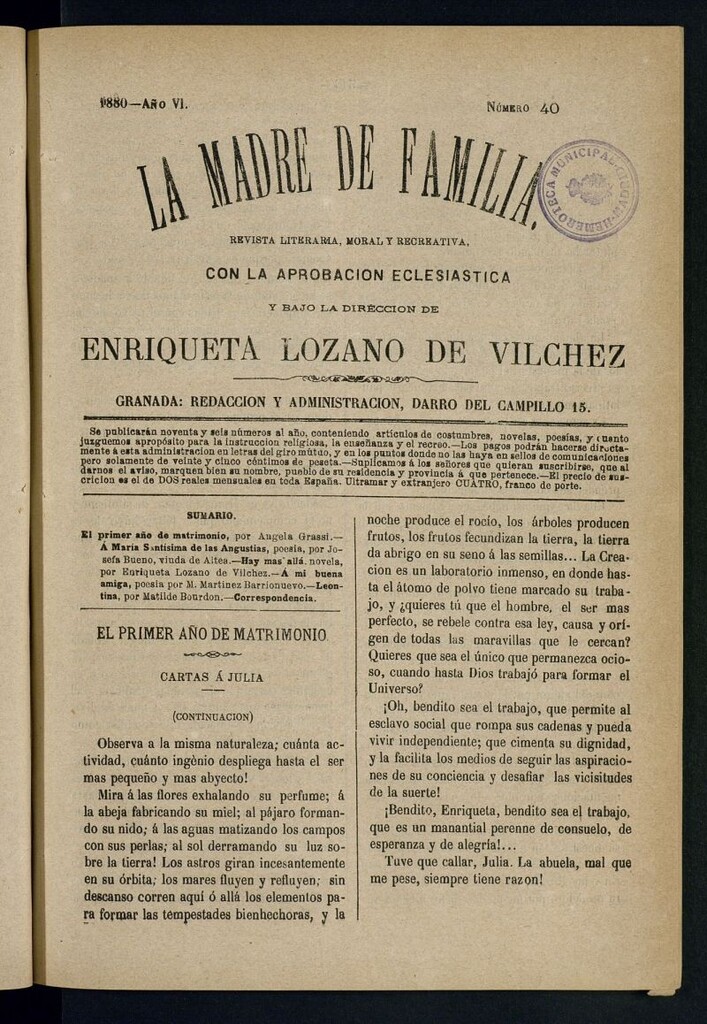 1880—AÑO VI.
NÚMERO 40
LA MADRE DE FAMILIA.
HEMEROTECA MUNICIPAL
REVISTA LITERARIA, MORAL Y RECREATIVA,
CON LA APROBACION ECLESIASTICA
Y BAJO LA DIRECCION DE
ENRIQUETA LOZANO DE VILCHEZ
GRANADA: REDACCION Y ADMINISTRACION, DARRO DEL CAMPILLO 15.
Se publicarán noventa y seis números al año, conteniendo artículos de costumbres, novelas, poesías, y cuanto
juzguemos apropósito para la instruccion religiosa, la enseñanza y el recreo.—Los pagos podrán hacerse directa-
mente á esta administracion en letras del giro mútuo, y en los puntos donde no las haya en sellos de comunicaciones
pero solamente de veinte y cinco céntimos de peseta.—Suplicamos á los señores que quieran suscribirse, que al
darnos el aviso, marquen bien su nombre, pueblo de su residencia y provincia á que pertenece.—El precio de sus-
cricion es el de DOS reales mensuales en toda España. Ultramar y extranjero CUATRO, franco de porte.
SUMARIO.
El primer año de matrimonio, por Angela Grassi.—
Á María Santísima de las Angustias, poesia, por Jo-
sefa Bueno, viuda de Altea.—Hay mas allá. novela,
por Enriqueta Lozano de Vilchez.—Á mi buena
amiga, poesia por M. Martinez Barrionuevo.—Leon-
tina, por Matilde Bourdon.—Correspondencia.
EL PRIMER AÑO DE MATRIMONIO
CARTAS Á JULIA
(CONTINUACION)
Observa a la misma naturaleza; cuánta ac-
tividad, cuánto ingénio despliega hasta el ser
mas pequeño y mas abyecto!
Mira á las flores exhalando su perfume; á
la abeja fabricando su miel; al pájaro forman-
do su nido; á las aguas matizando los campos
con sus perlas; al sol derramando su luz so-
bre la tierra! Los astros giran incesantemente
en su órbita; los mares fluyen y refluyen; sin
descanso corren aquí ó allá los elementos pa-
ra formar las tempestades bienhechoras, y la
noche produce el rocío, los árboles producen
frutos, los frutos fecundizan la tierra, la tierra
da abrigo en su seno á las semillas... La Crea-
cion es un laboratorio inmenso, en donde has-
ta el átomo de polvo tiene marcado su traba-
jo, y ¿quieres tú que el hombre, el ser mas
perfecto, se rebele contra esa ley, causa y orí-
gen de todas las maravillas que le cercan?
Quieres que sea el único que permanezca ocio-
so, cuando hasta Dios trabajó para formar el
Universo?
¡Oh, bendito sea el trabajo, que permite al
esclavo social que rompa sus cadenas y pueda
vivir independiente; que cimenta su dignidad,
y la facilita los medios de seguir las aspiracio-
nes de su conciencia y desafiar las vicisitudes
de la suerte!
¡Bendito, Enriqueta, bendito sea el trabajo,
que es un manantial perenne de consuelo, de
esperanza y de alegría!...
Tuve que callar, Julia. La abuela, mal que
me pese, siempre tiene razon!